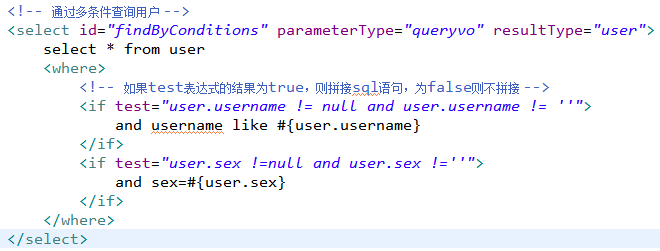 <!-- 通过多条件查询用户 -->
<select id="findByConditions" parameterType="queryvo" resultType="user">
select * from user
<where>
<!-- 如果test表达式的结果为true，则拼接sql语句，为false则不拼接 -->
<if test="user.username != null and user.username != ''">
and username like #{user.username}
</if>
<if test="user.sex !=null and user.sex !=''">
and sex=#{user.sex}
</if>
</where>
</select>